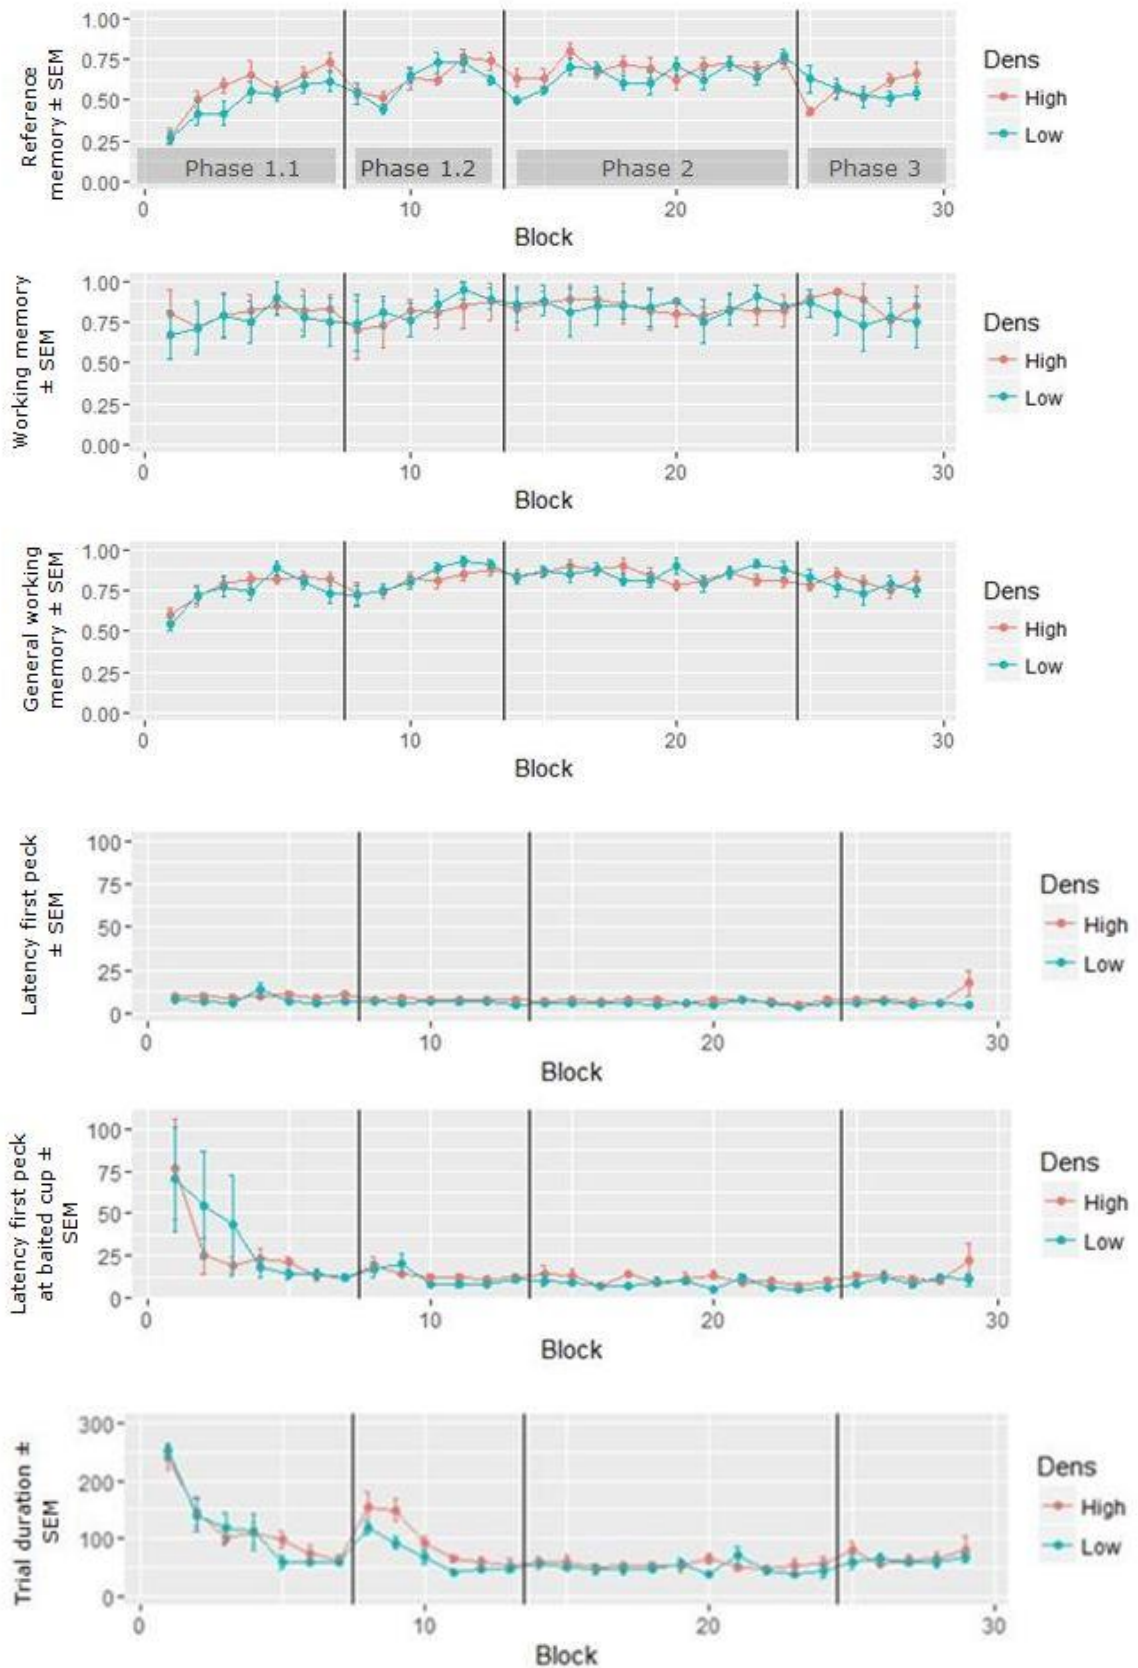 Reference
memory ± SEM
1.00
0.75
0.50
0.25
0.00
Phase 1.1
Phase 1.2
Phase 2
Phase 3
0
10
20
30
Block
Dens
High
Low
Working memory
± SEM
1.00
0.75
0.50
0.25
0.00
0
10
20
30
Block
Dens
High
Low
General working
memory ± SEM
1.00
0.75
0.50
0.25
0.00
0
10
20
30
Block
Dens
High
Low
Latency first peck
± SEM
100
75
50
25
0
0
10
20
30
Block
Dens
High
Low
Latency first peck
at baited cup ±
SEM
100
75
50
25
0
0
10
20
30
Block
Dens
High
Low
Trial duration ±
SEM
300
200
100
0
0
10
20
30
Block
Dens
High
Low